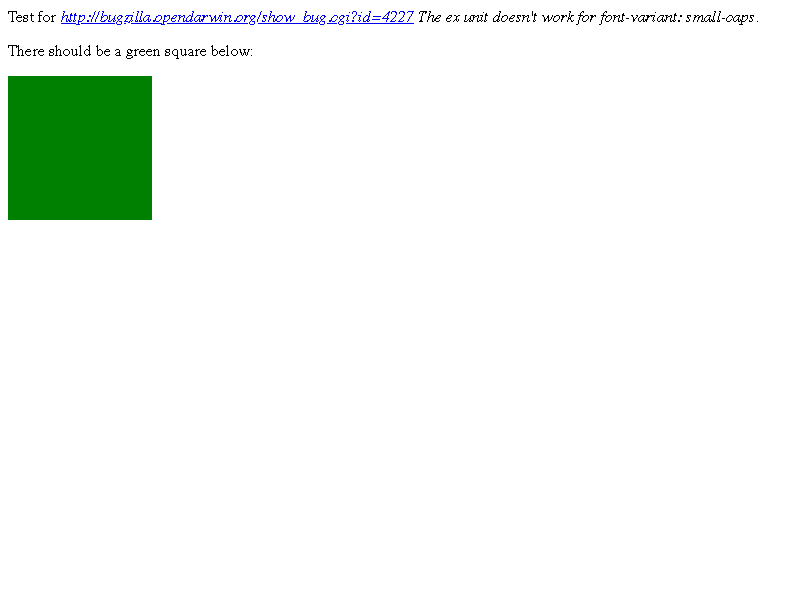 Test for http://bugzilla.opendarwin.org/show_bug.cgi?id=4227 The ex unit doesn't work for font-variant: small-caps.
There should be a green square below: